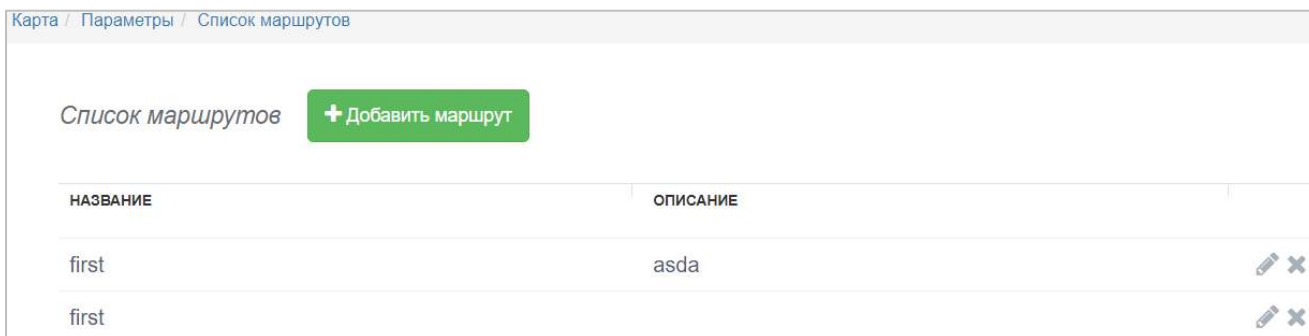 Карта / Параметры / Список маршрутов
Список маршрутов + Добавить маршрут
НАЗВАНИЕ ОПИСАНИЕ
first asda
first